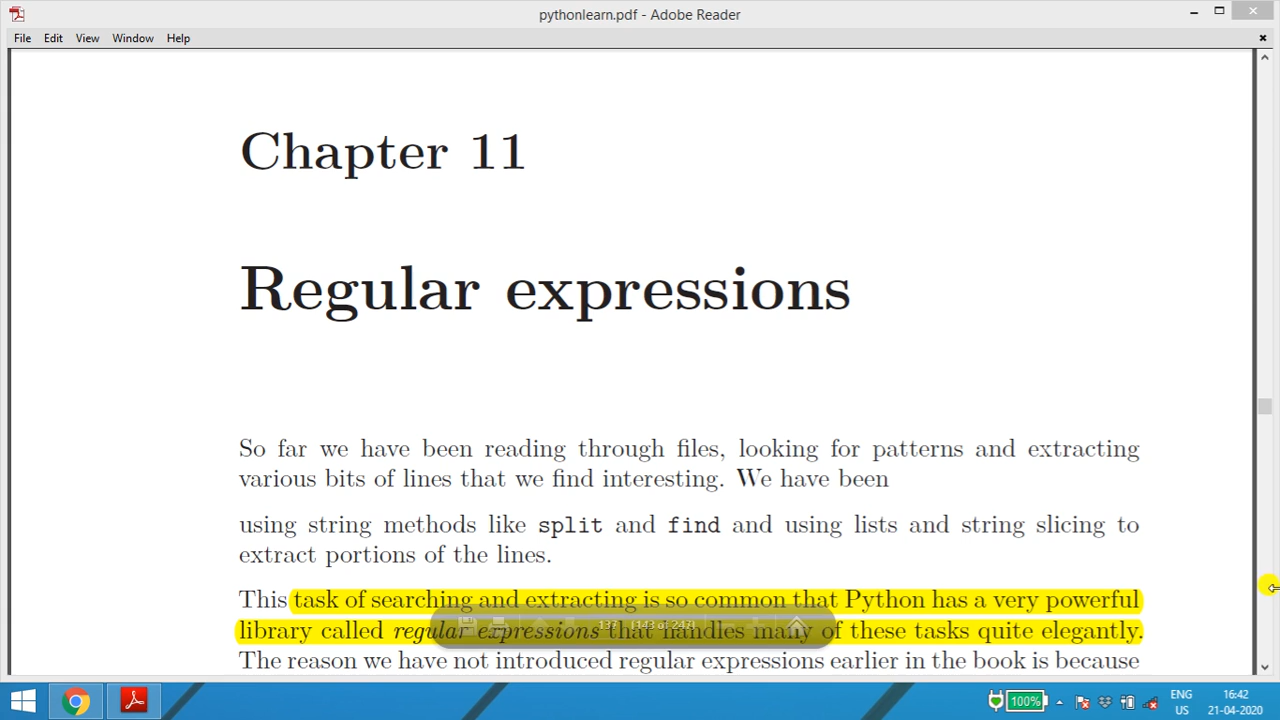 pythonlearn.pdf - Adobe Reader
File Edit View Window Help
Chapter 11
Regular expressions
So far we have been reading through files, looking for patterns and extracting
various bits of lines that we find interesting. We have been
using string methods like split and find and using lists and string slicing to
extract portions of the lines.
This task of searching and extracting is so common that Python has a very powerful
library called regular expressions that handles many of these tasks quite elegantly.
137 (143 of 247)
The reason we have not introduced regular expressions earlier in the book is because
100%
ENG
US
16:42
21-04-2020